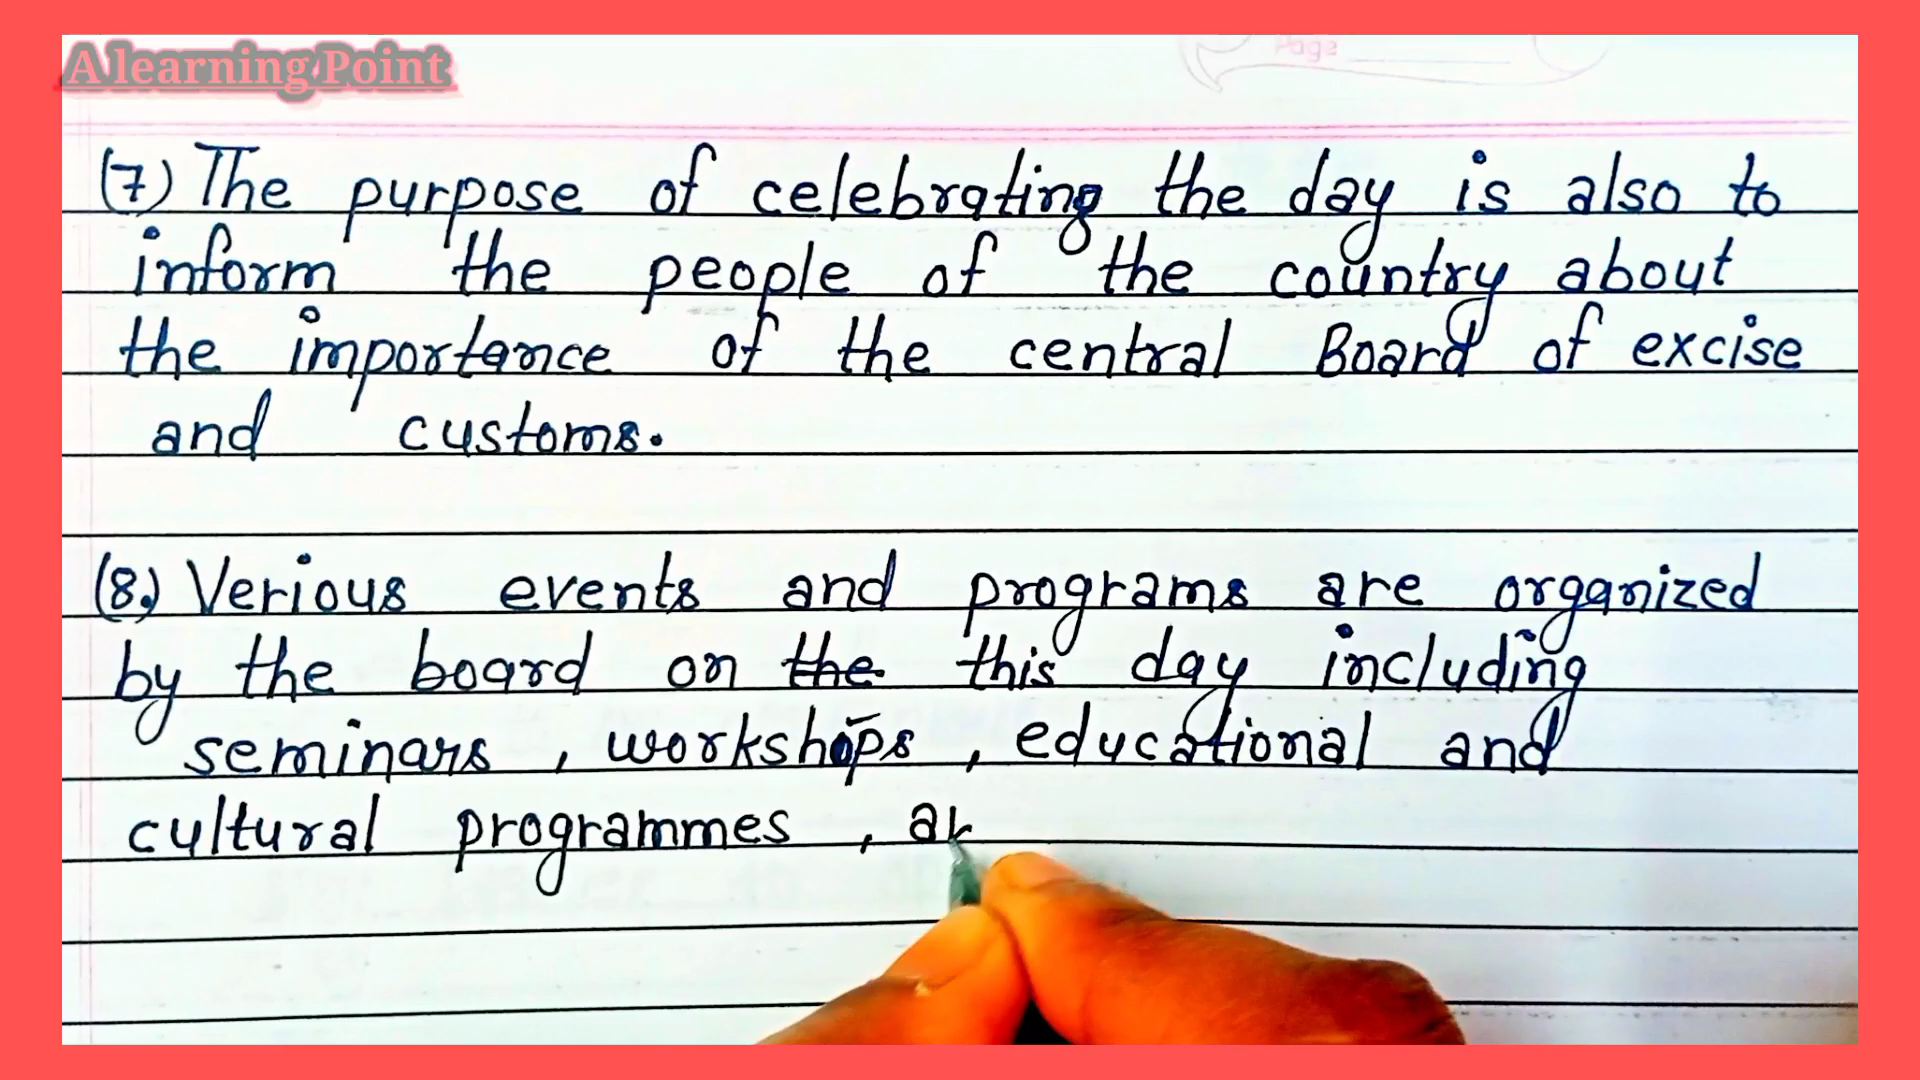 A learning Point
Page
(7) The purpose of celebrating the day is also to
inform the people of the country about
the importance of the central Board of excise
and customs.
(8.) Verious events and programs are organized
by the board on the this day including
seminars , workshops , educational and
cultural programmes ,